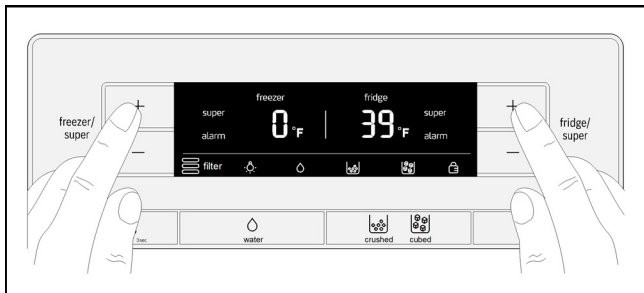 freezer fridge
super super
0°F 39°F
alarm alarm
freezer/
super
+
−
+
−
fridge/
super
filter
3sec
water
crushed cubed